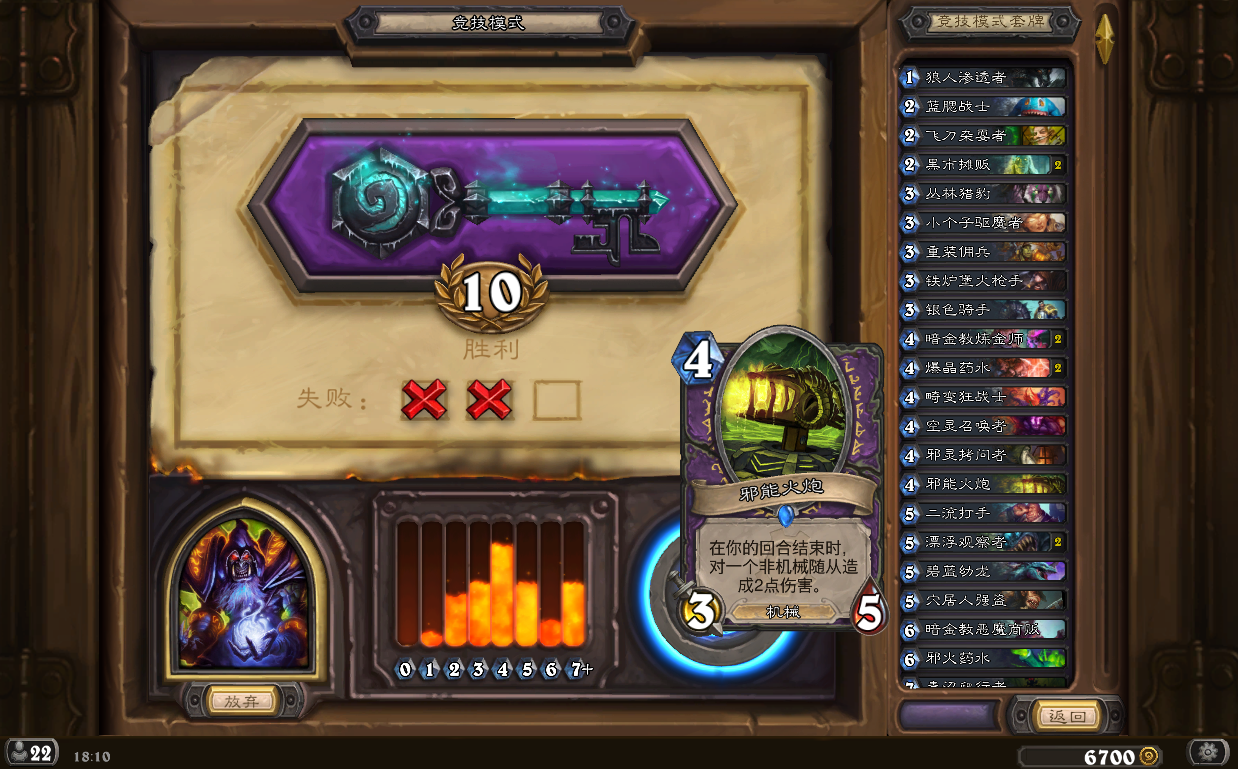 竞技模式
10
胜利
失败：
4
邪能火炮
在你的回合结束时，
对一个非机械随从造
成2点伤害。
3
机械
5
0 1 2 3 4 5 6 7+
放弃
竞技模式套牌
1 狼人渗透者
2 蓝腮战士
2 飞刀杂耍者
2 黑市摊贩 2
3 丛林猎豹
3 小个子驱魔者
3 重装佣兵
3 铁炉堡火枪手
3 银色骑手
4 暗金教炼金师 2
4 爆晶药水 2
4 畸变狂战士
4 空灵召唤者
4 邪灵拷问者
4 邪能火炮
5 二流打手
5 漂浮观察者 2
5 碧蓝幼龙
5 穴居人强盗
6 暗金教恶魔商贩
6 邪火药水
返回
22
18:10
6700